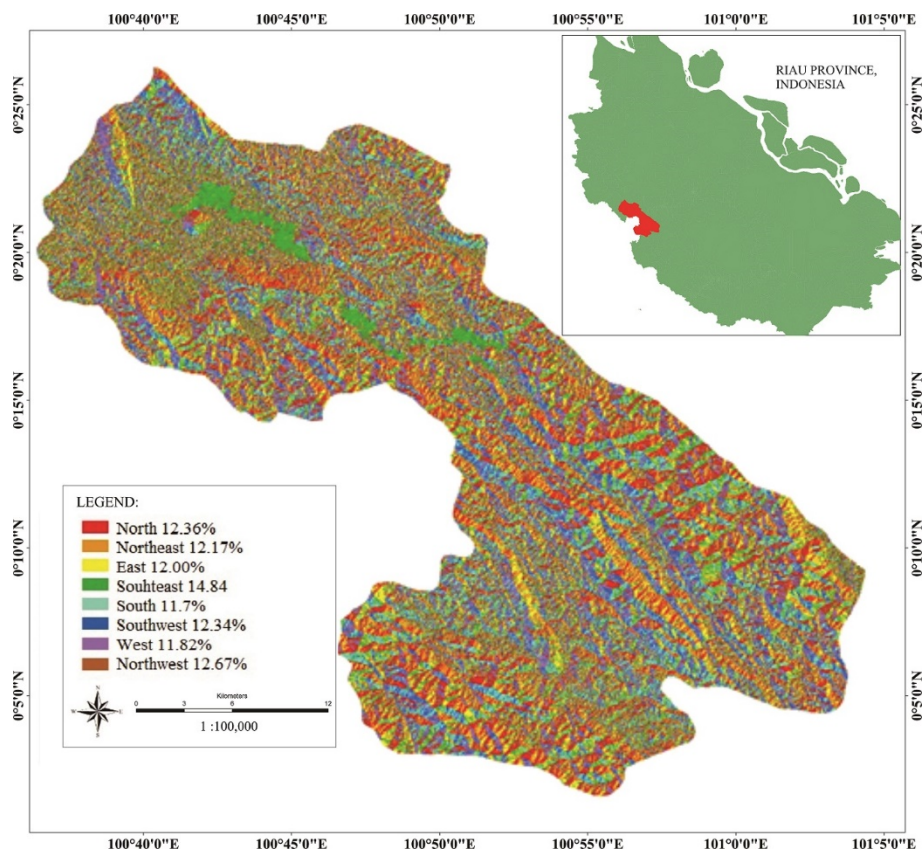 100°40'0"E 100°45'0"E 100°50'0"E 100°55'0"E 101°0'0"E 101°5'0"E
RIAU PROVINCE,
INDONESIA
0°25'0"N 0°25'0"N
0°20'0"N 0°20'0"N
0°15'0"N 0°15'0"N
0°10'0"N 0°10'0"N
0°5'0"N 0°5'0"N
LEGEND:
North 12.36%
Northeast 12.17%
East 12.00%
Souhteast 14.84
South 11.7%
Southwest 12.34%
West 11.82%
Northwest 12.67%
N
W E
S
Kilometers
0 3 6 12
1 :100,000
100°40'0"E 100°45'0"E 100°50'0"E 100°55'0"E 101°0'0"E 101°5'0"E